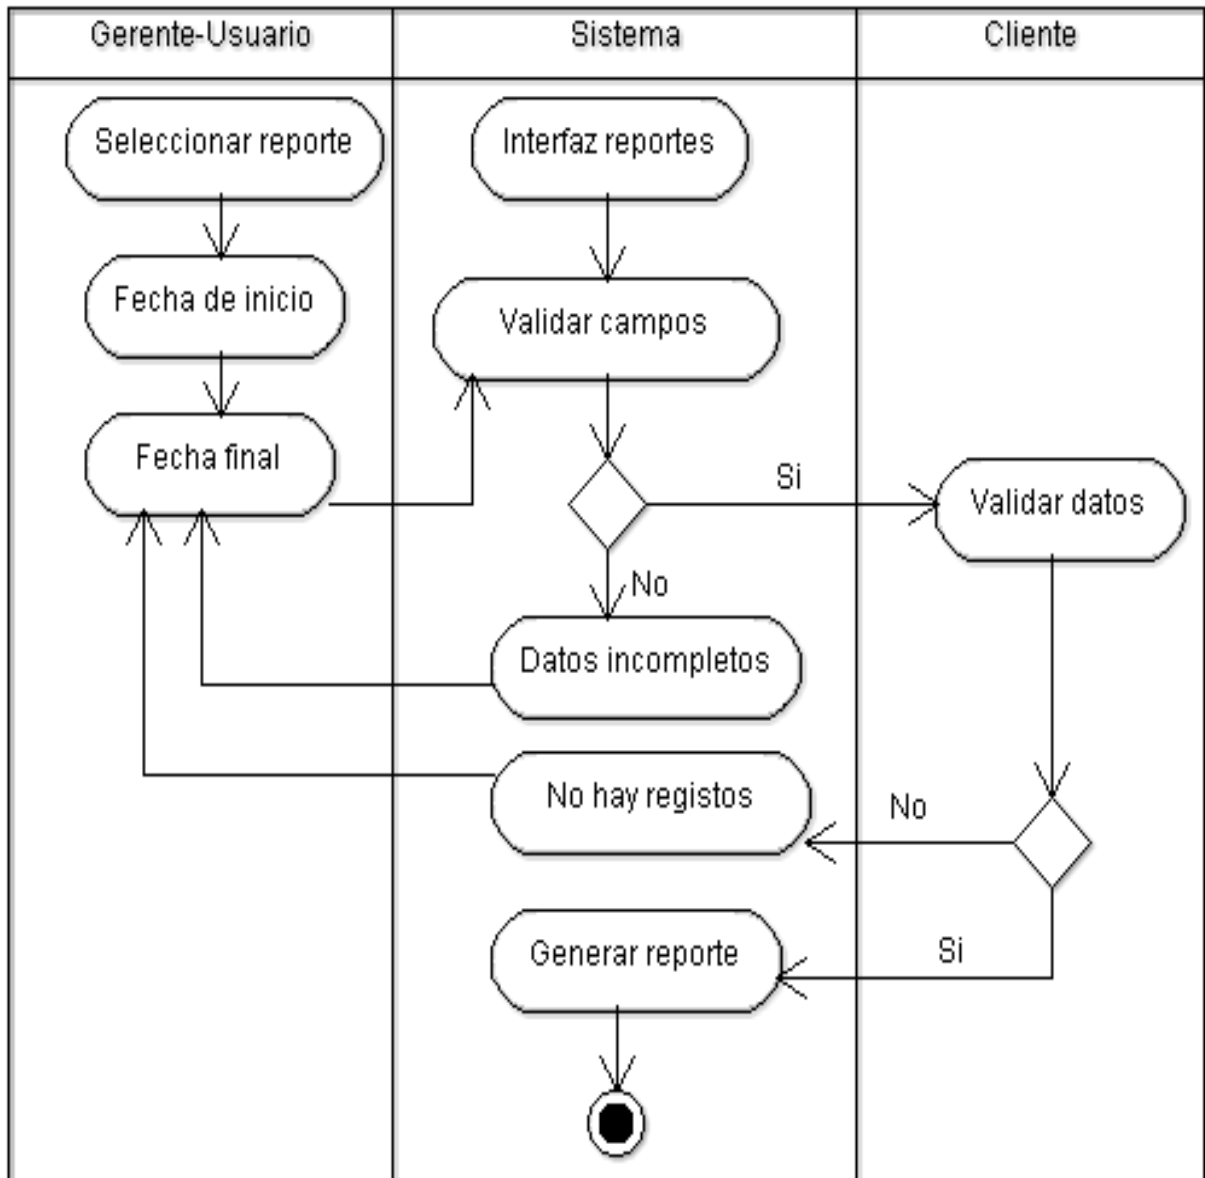 Gerente-Usuario
Sistema
Cliente
Seleccionar reporte
Interfaz reportes
Fecha de inicio
Validar campos
Fecha final
Si
Validar datos
No
Datos incompletos
No hay registos
No
Generar reporte
Si